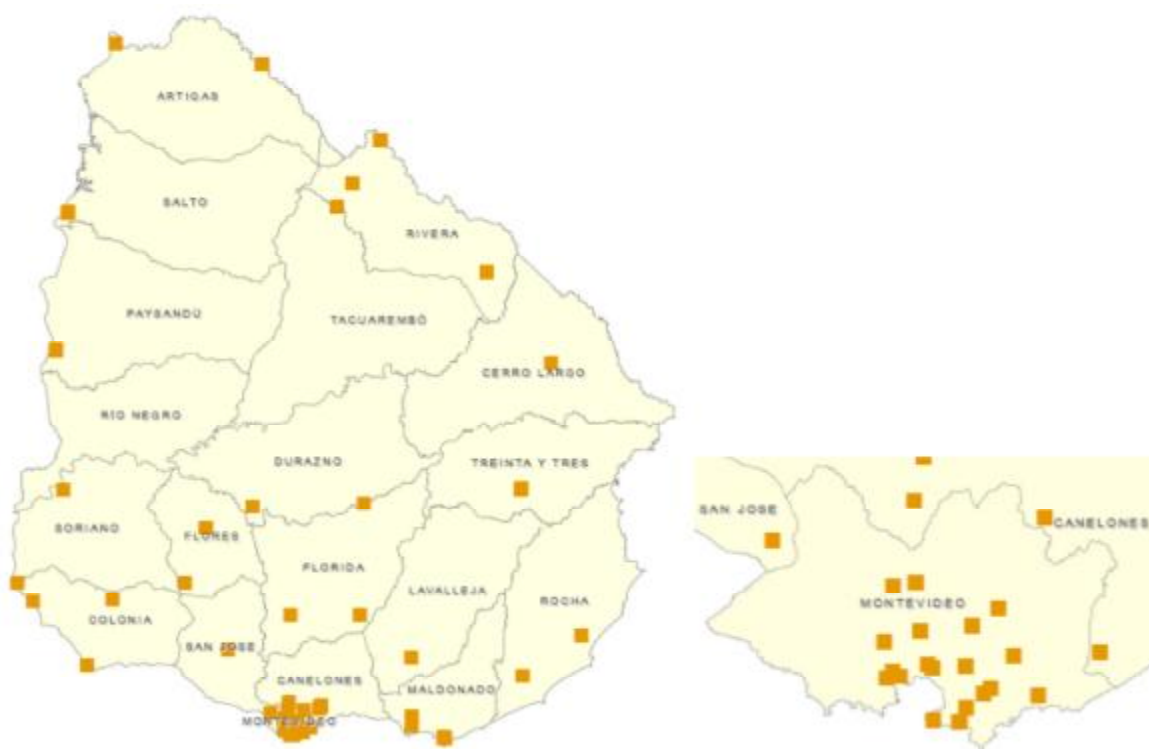 ARTIGAS
SALTO
RIVERA
PAYSANDÚ
TACUAREMBÓ
CERRO LARGO
RÍO NEGRO
DURAZNO
TREINTA Y TRES
SORIANO
FLORES
FLORIDA
LAVALLEJA
ROCHA
COLONIA
SAN JOSE
CANELONES
MALDONADO
MONTEVIDEO
SAN JOSE
CANELONES
MONTEVIDEO